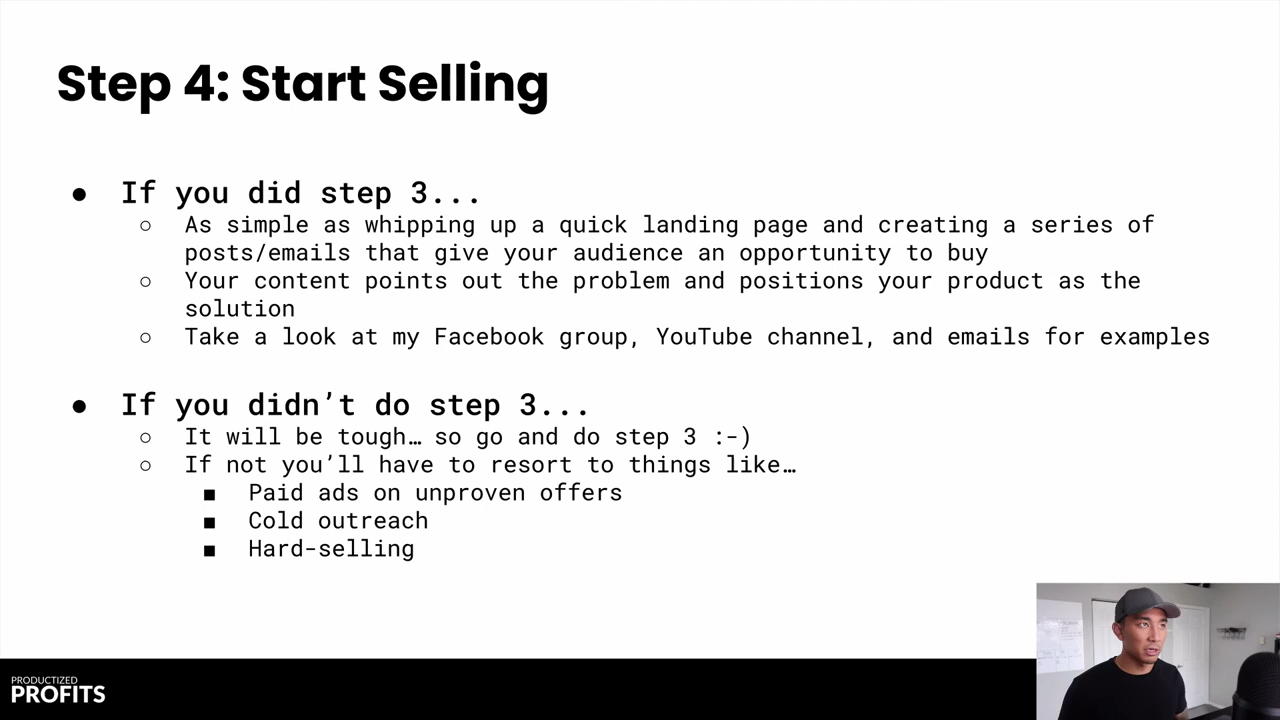 Step 4: Start Selling
● If you did step 3...
○ As simple as whipping up a quick landing page and creating a series of
posts/emails that give your audience an opportunity to buy
○ Your content points out the problem and positions your product as the
solution
○ Take a look at my Facebook group, YouTube channel, and emails for examples
● If you didn’t do step 3...
○ It will be tough… so go and do step 3 :-)
○ If not you’ll have to resort to things like…
■ Paid ads on unproven offers
■ Cold outreach
■ Hard-selling
PRODUCTIZED
PROFITS